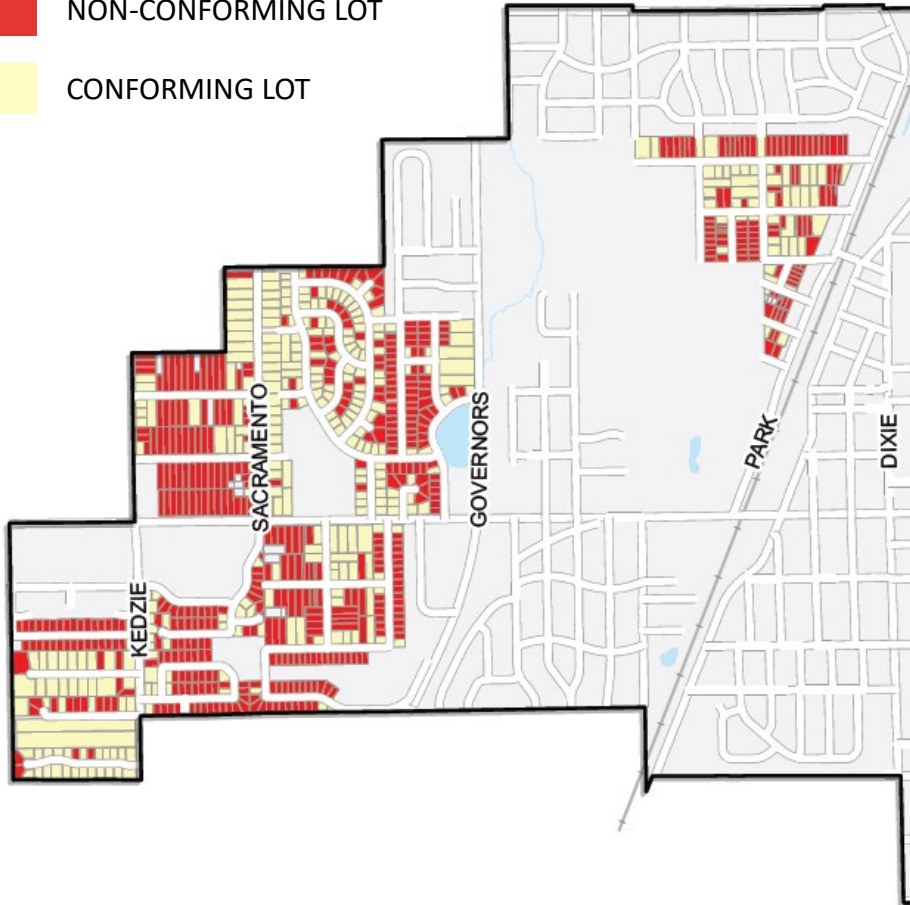 NON-CONFORMING LOT
CONFORMING LOT
SACRAMENTO
GOVERNORS
PARK
DIXIE
KEDZIE